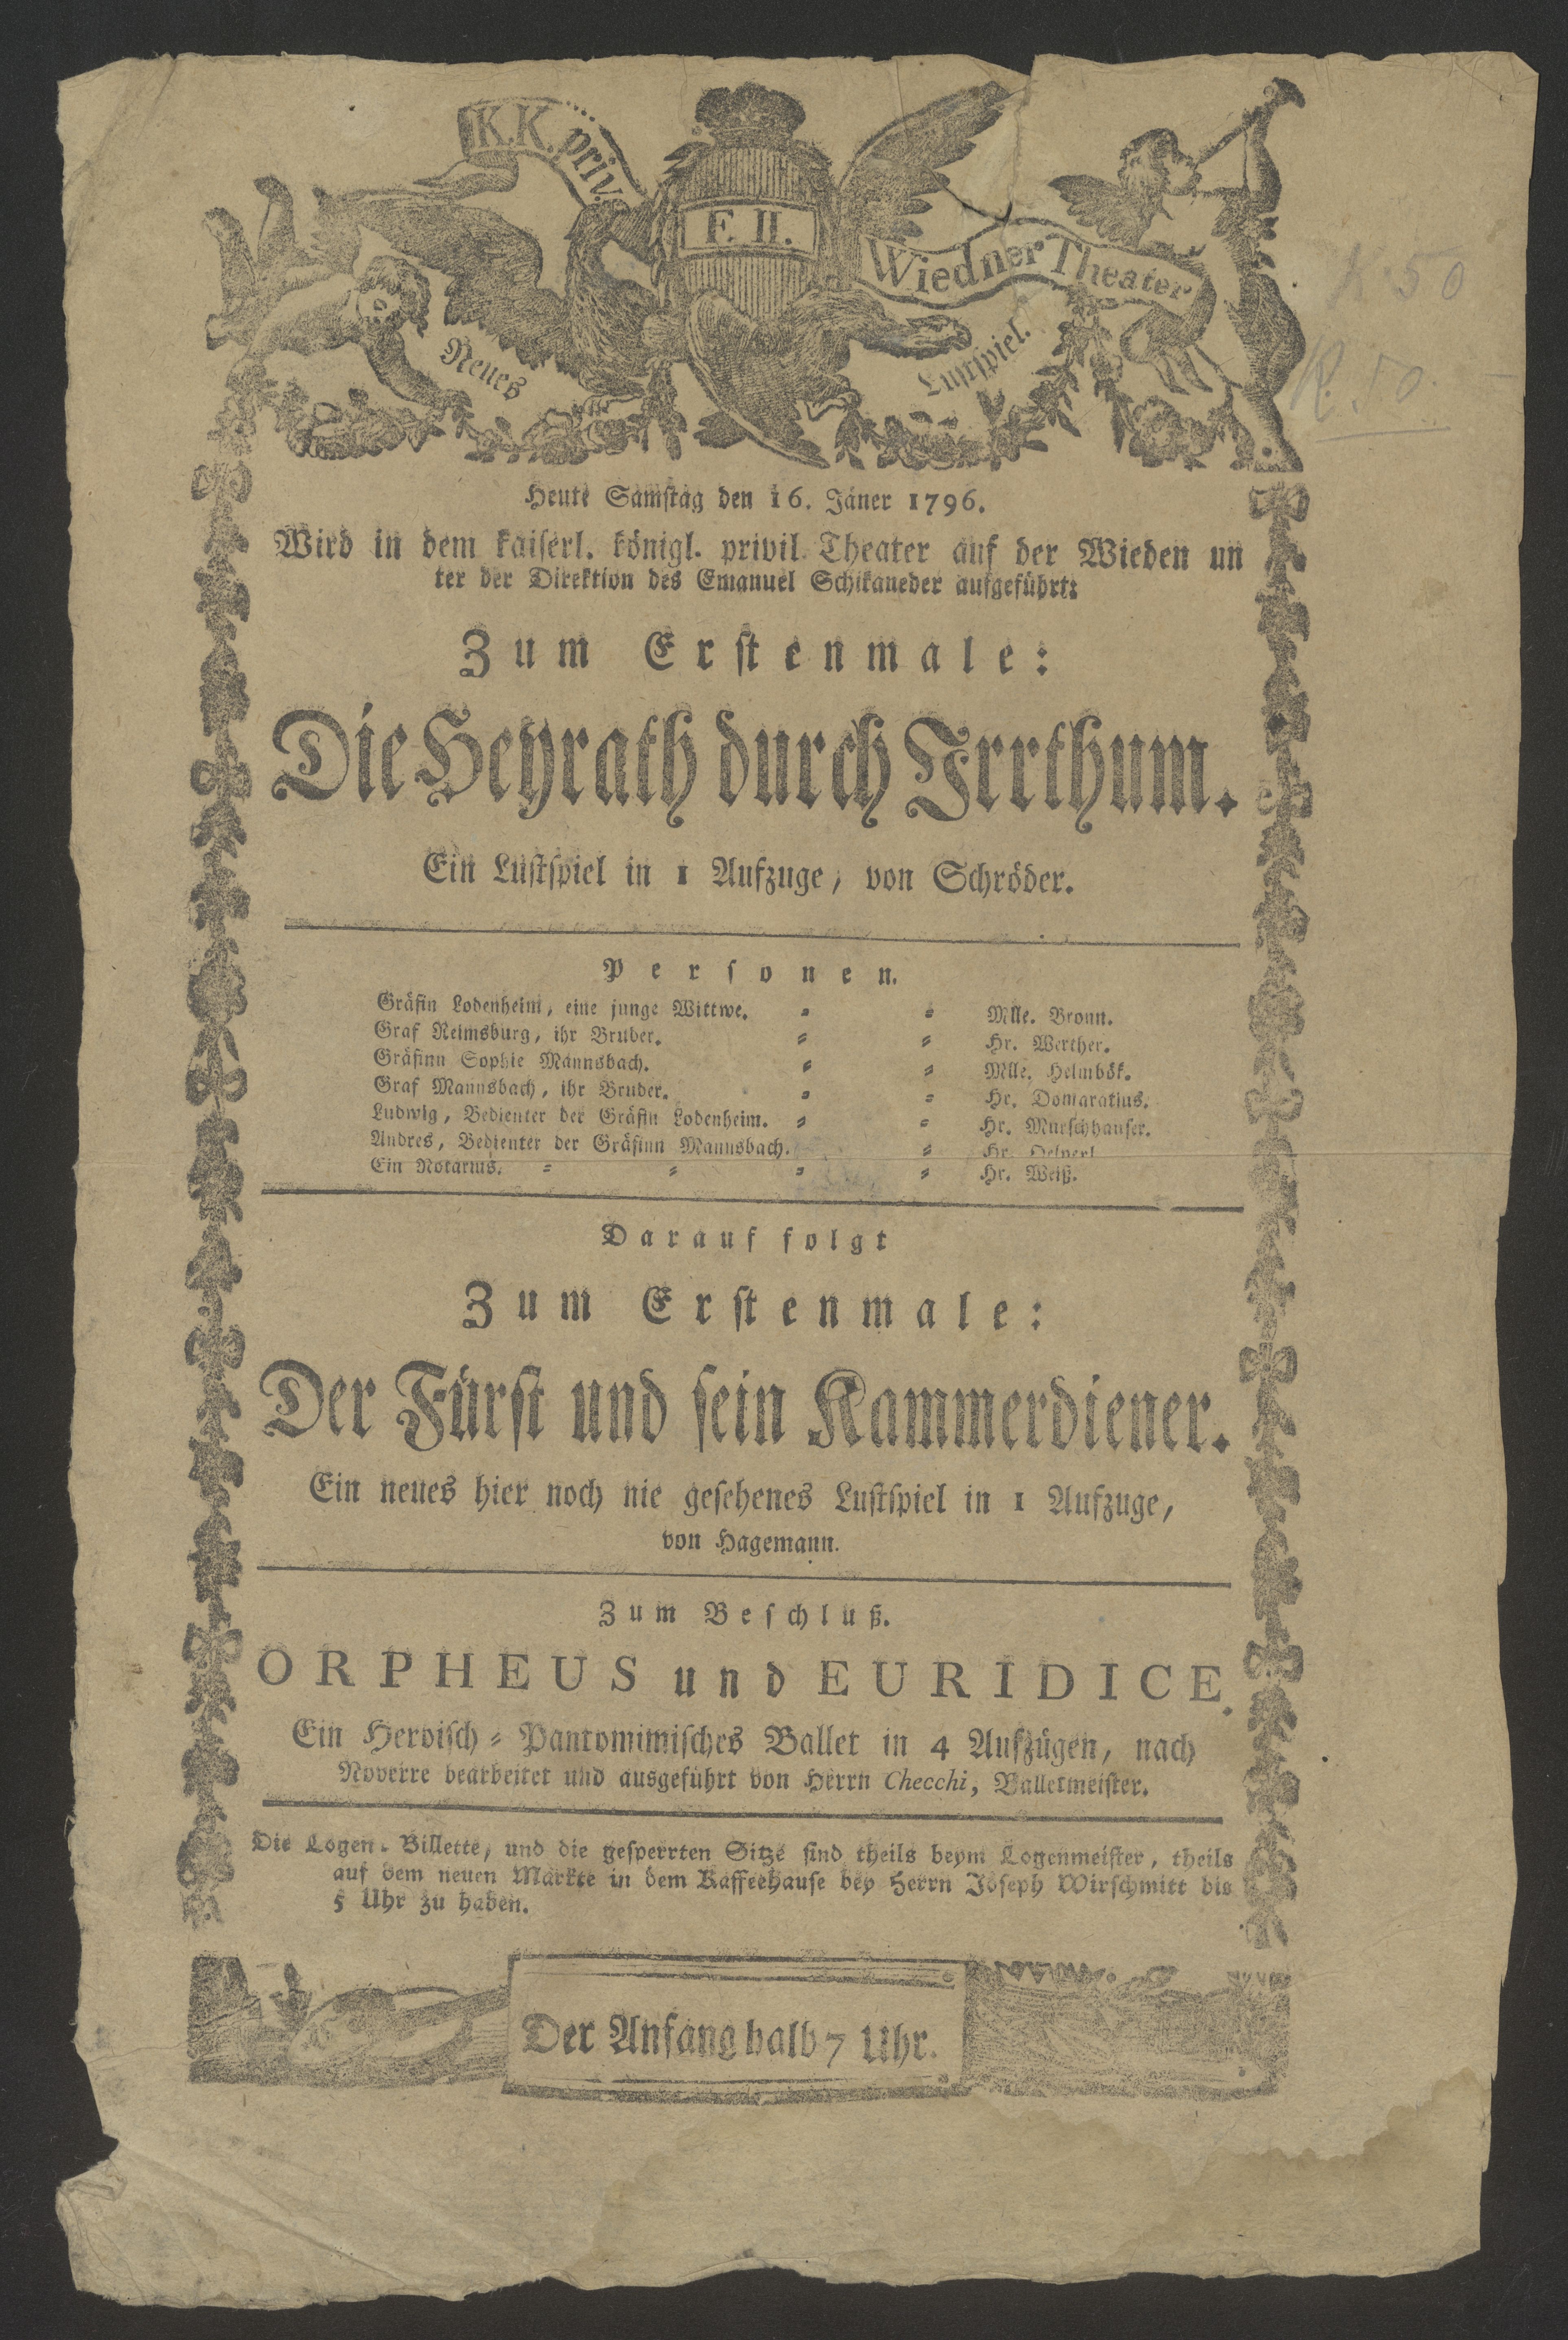 K.K. priv.
F. II.
Wiedner Theater
Neues
Lustspiel.
K 50
K. 50. –
Heute Samstag den 16. Jäner 1796.
Wird in dem kaiserl. königl. privil. Theater auf der Wieden un
ter der Direktion des Emanuel Schikaneder aufgeführt:
Zum Erstenmale:
Die Heyrath durch Irrthum.
Ein Lustspiel in 1 Aufzuge, von Schröder.
Personen.
Gräfin Lodenheim, eine junge Wittwe. = = Mlle. Bronn.
Graf Reimsburg, ihr Bruder. = = Hr. Werther.
Gräfinn Sophie Mannsbach. = = Mlle. Helmbök.
Graf Mannsbach, ihr Bruder. = = Hr. Domaratius.
Ludwig, Bedienter der Gräfin Lodenheim. = = Hr. Murschhauser.
Andres, Bedienter der Gräfinn Mannsbach. = Hr.
Ein Notarius. = = = = Hr. Weiß.
Darauf folgt
Zum Erstenmale:
Der Fürst und sein Kammerdiener.
Ein neues hier noch nie gesehenes Lustspiel in 1 Aufzuge,
von Hagemann.
Zum Beschluß.
ORPHEUS und EURIDICE.
Ein Heroisch = Pantomimisches Ballet in 4 Aufzügen, nach
Noverre bearbeitet und ausgeführt von Herrn Checchi, Balletmeister.
Die Logen = Billette, und die gesperrten Sitze sind theils beym Logenmeister, theils
auf dem neuen Markte in dem Kaffeehause bey Herrn Joseph Wirschmitt bis
5 Uhr zu haben.
Der Anfang halb 7 Uhr.